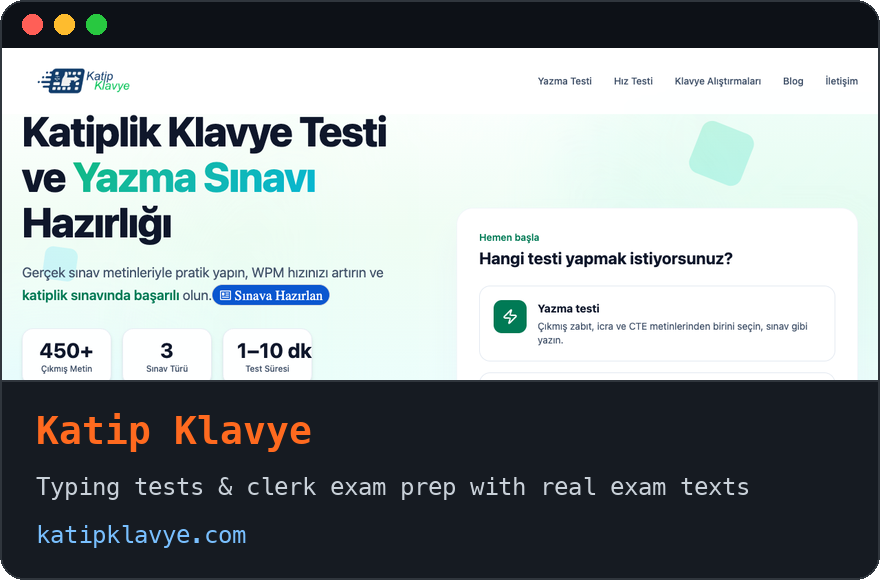 Katip
Klavye
Yazma Testi
Hız Testi
Klavye Alıştırmaları
Blog
İletişim
Katiplik Klavye Testi
ve Yazma Sınavı
Hazırlığı
Gerçek sınav metinleriyle pratik yapın, WPM hızınızı artırın ve
katiplik sınavında başarılı olun. Sınava Hazırlan
450+
Çıkmış Metin
3
Sınav Türü
1–10 dk
Test Süresi
Hemen başla
Hangi testi yapmak istiyorsunuz?
Yazma testi
Çıkmış zabıt, icra ve CTE metinlerinden birini seçin, sınav gibi
yazın.
Katip Klavye
Typing tests & clerk exam prep with real exam texts
katipklavye.com